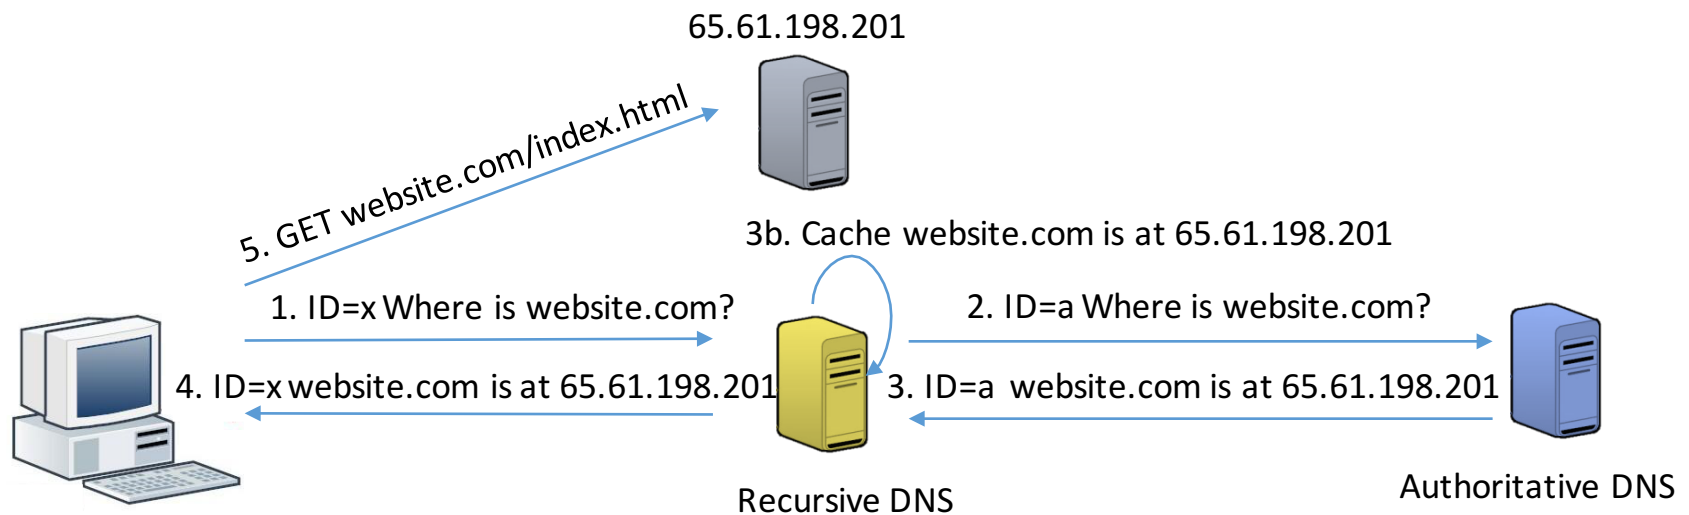 65.61.198.201
5. GET website.com/index.html
3b. Cache website.com is at 65.61.198.201
1. ID=x Where is website.com?
2. ID=a Where is website.com?
4. ID=x website.com is at 65.61.198.201
3. ID=a website.com is at 65.61.198.201
Recursive DNS
Authoritative DNS